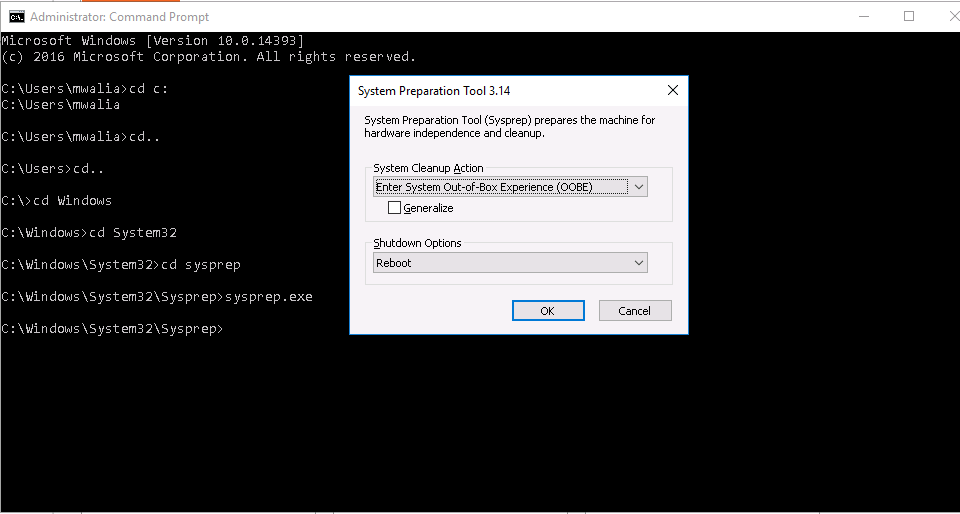 Administrator: Command Prompt
Microsoft Windows [Version 10.0.14393]
(c) 2016 Microsoft Corporation. All rights reserved.
C:\Users\mwalia>cd c:
C:\Users\mwalia
C:\Users\mwalia>cd..
C:\Users>cd..
C:\>cd Windows
C:\Windows>cd System32
C:\Windows\System32>cd sysprep
C:\Windows\System32\Sysprep>sysprep.exe
C:\Windows\System32\Sysprep>
System Preparation Tool 3.14
System Preparation Tool (Sysprep) prepares the machine for
hardware independence and cleanup.
System Cleanup Action
Enter System Out-of-Box Experience (OOBE)
Generalize
Shutdown Options
Reboot
OK
Cancel